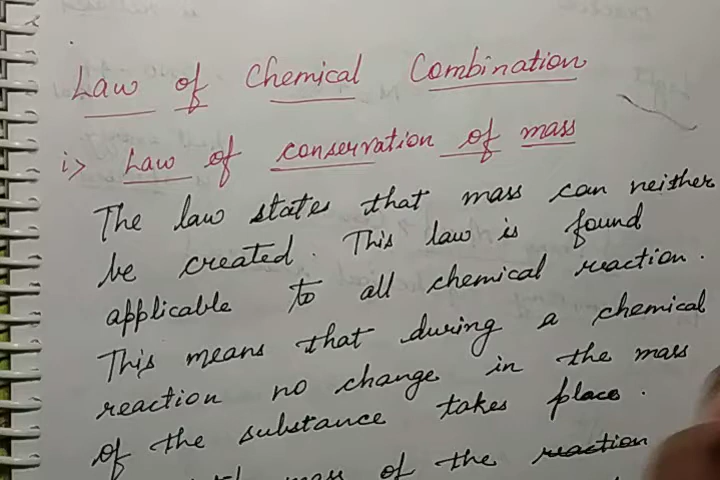 Law of Chemical Combination
i> Law of conservation of mass
The law states that mass can neither
be created. This law is found
applicable to all chemical reaction.
This means that during a chemical
reaction no change in the mass
of the substance takes place.
mass of the reaction